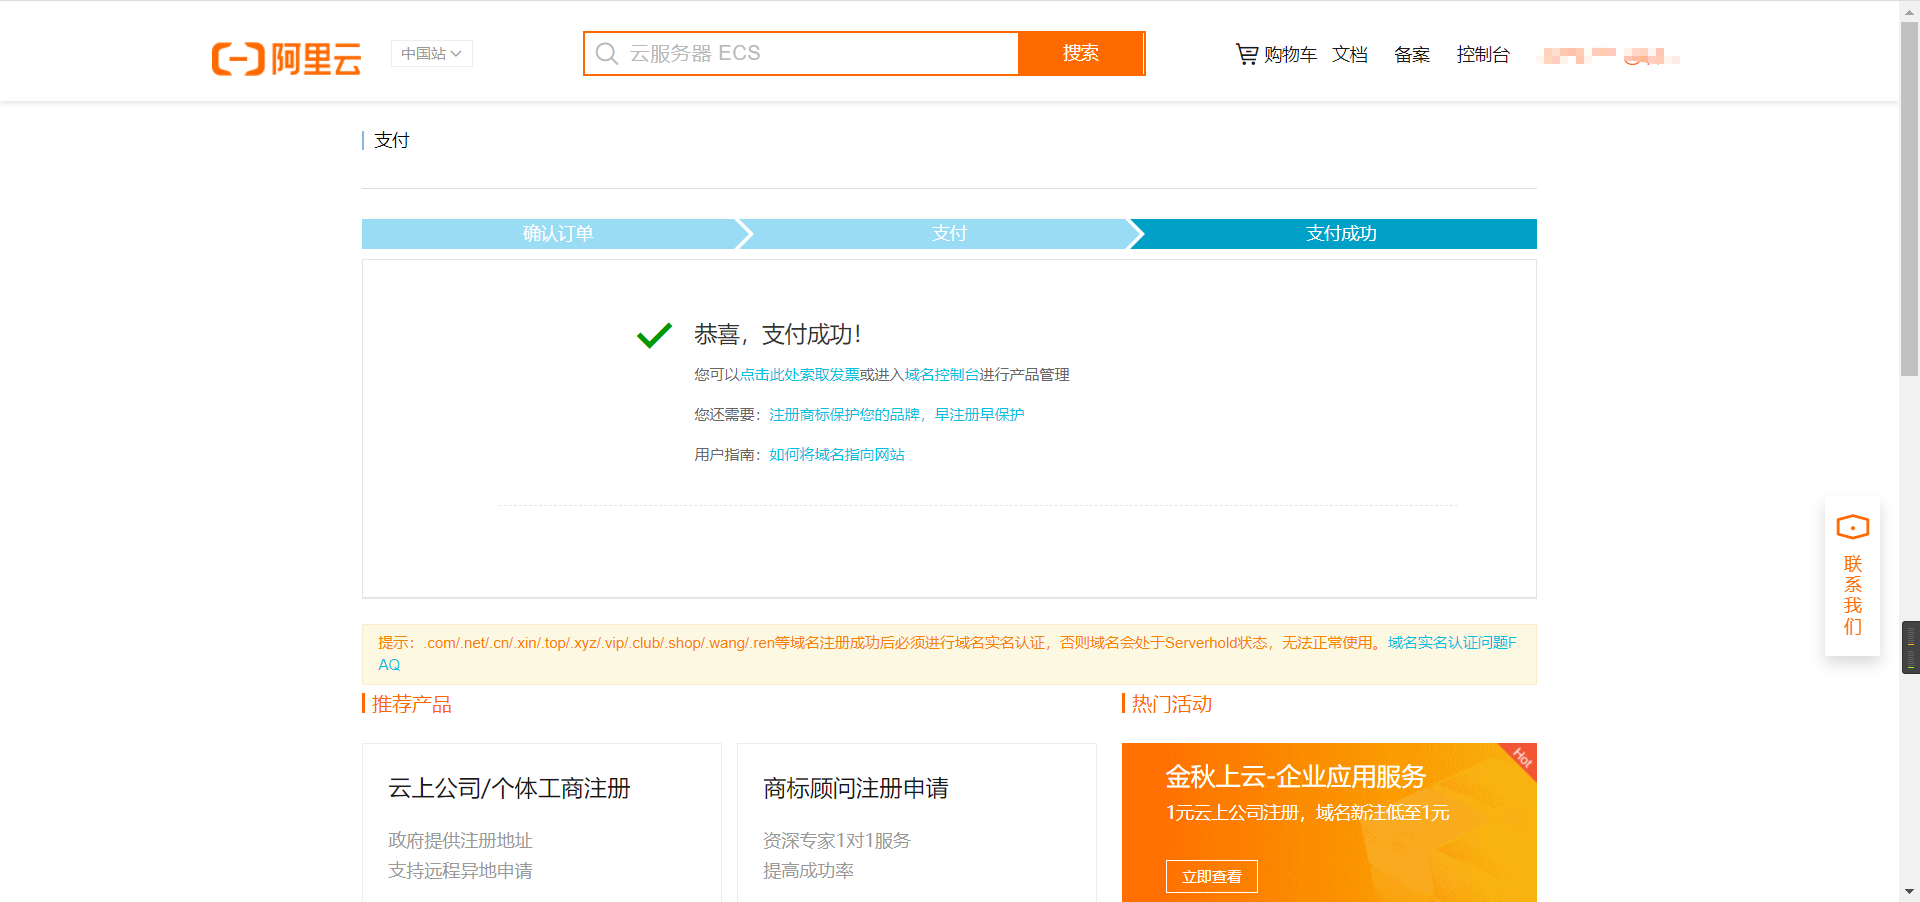 阿里云
中国站
云服务器 ECS
搜索
购物车
文档
备案
控制台
支付
确认订单
支付
支付成功
恭喜，支付成功！
您可以点击此处索取发票或进入域名控制台进行产品管理
您还需要：注册商标保护您的品牌，早注册早保护
用户指南：如何将域名指向网站
联系我们
提示：.com/.net/.cn/.xin/.top/.xyz/.vip/.club/.shop/.wang/.ren等域名注册成功后必须进行域名实名认证，否则域名会处于Serverhold状态，无法正常使用。域名实名认证问题F
AQ
推荐产品
热门活动
云上公司/个体工商注册
政府提供注册地址
支持远程异地申请
商标顾问注册申请
资深专家1对1服务
提高成功率
Hot
金秋上云-企业应用服务
1元云上公司注册，域名新注低至1元
立即查看